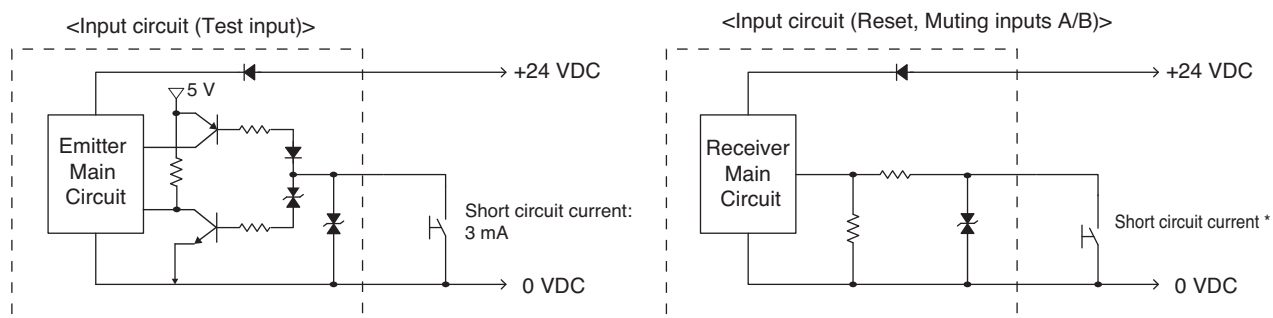 <Input circuit (Test input)>
+24 VDC
5 V
Emitter
Main
Circuit
Short circuit current:
3 mA
0 VDC
<Input circuit (Reset, Muting inputs A/B)>
+24 VDC
Receiver
Main
Circuit
Short circuit current *
0 VDC